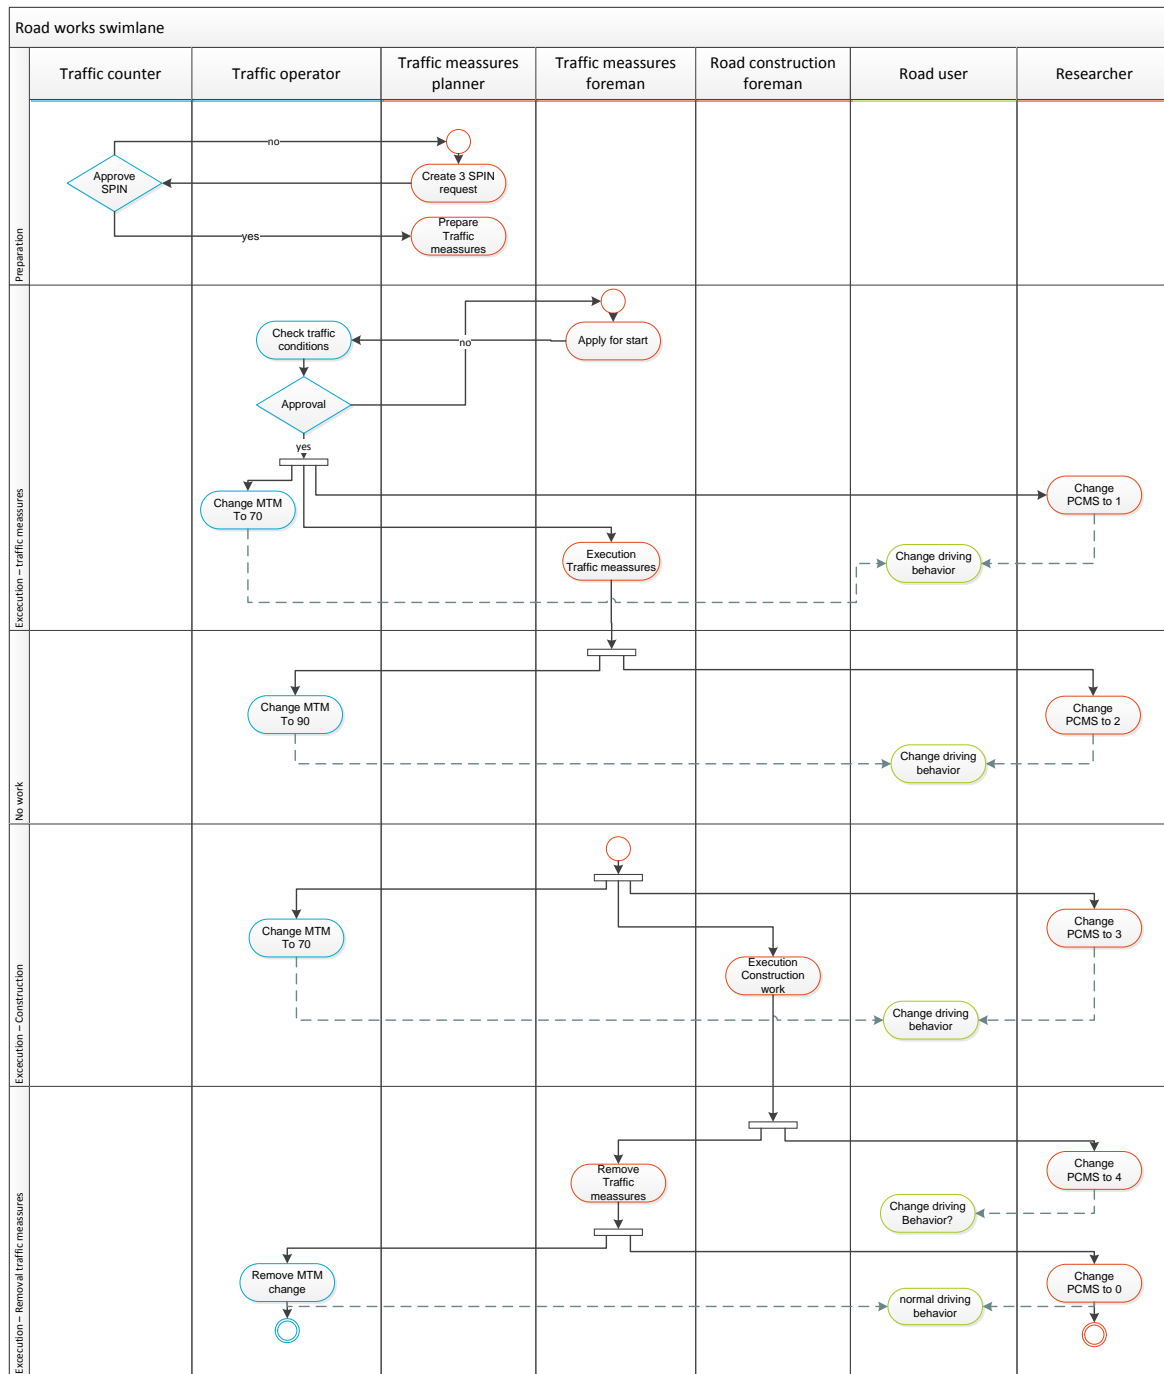 Road works swimlane
Traffic counter
Traffic operator
Traffic meassures
planner
Traffic meassures
foreman
Road construction
foreman
Road user
Researcher
Preparation
no
Approve
SPIN
Create 3 SPIN
request
yes
Prepare
Traffic
meassures
Excecution – traffic meassures
Check traffic
conditions
no
Apply for start
Approval
yes
Change MTM
To 70
Change
PCMS to 1
Execution
Traffic meassures
Change driving
behavior
No work
Change MTM
To 90
Change
PCMS to 2
Change driving
behavior
Excecution – Construction
Change MTM
To 70
Change
PCMS to 3
Execution
Construction
work
Change driving
behavior
Excecution – Removal traffic meassures
Remove
Traffic
meassures
Change
PCMS to 4
Change driving
Behavior?
Remove MTM
change
Change
PCMS to 0
normal driving
behavior